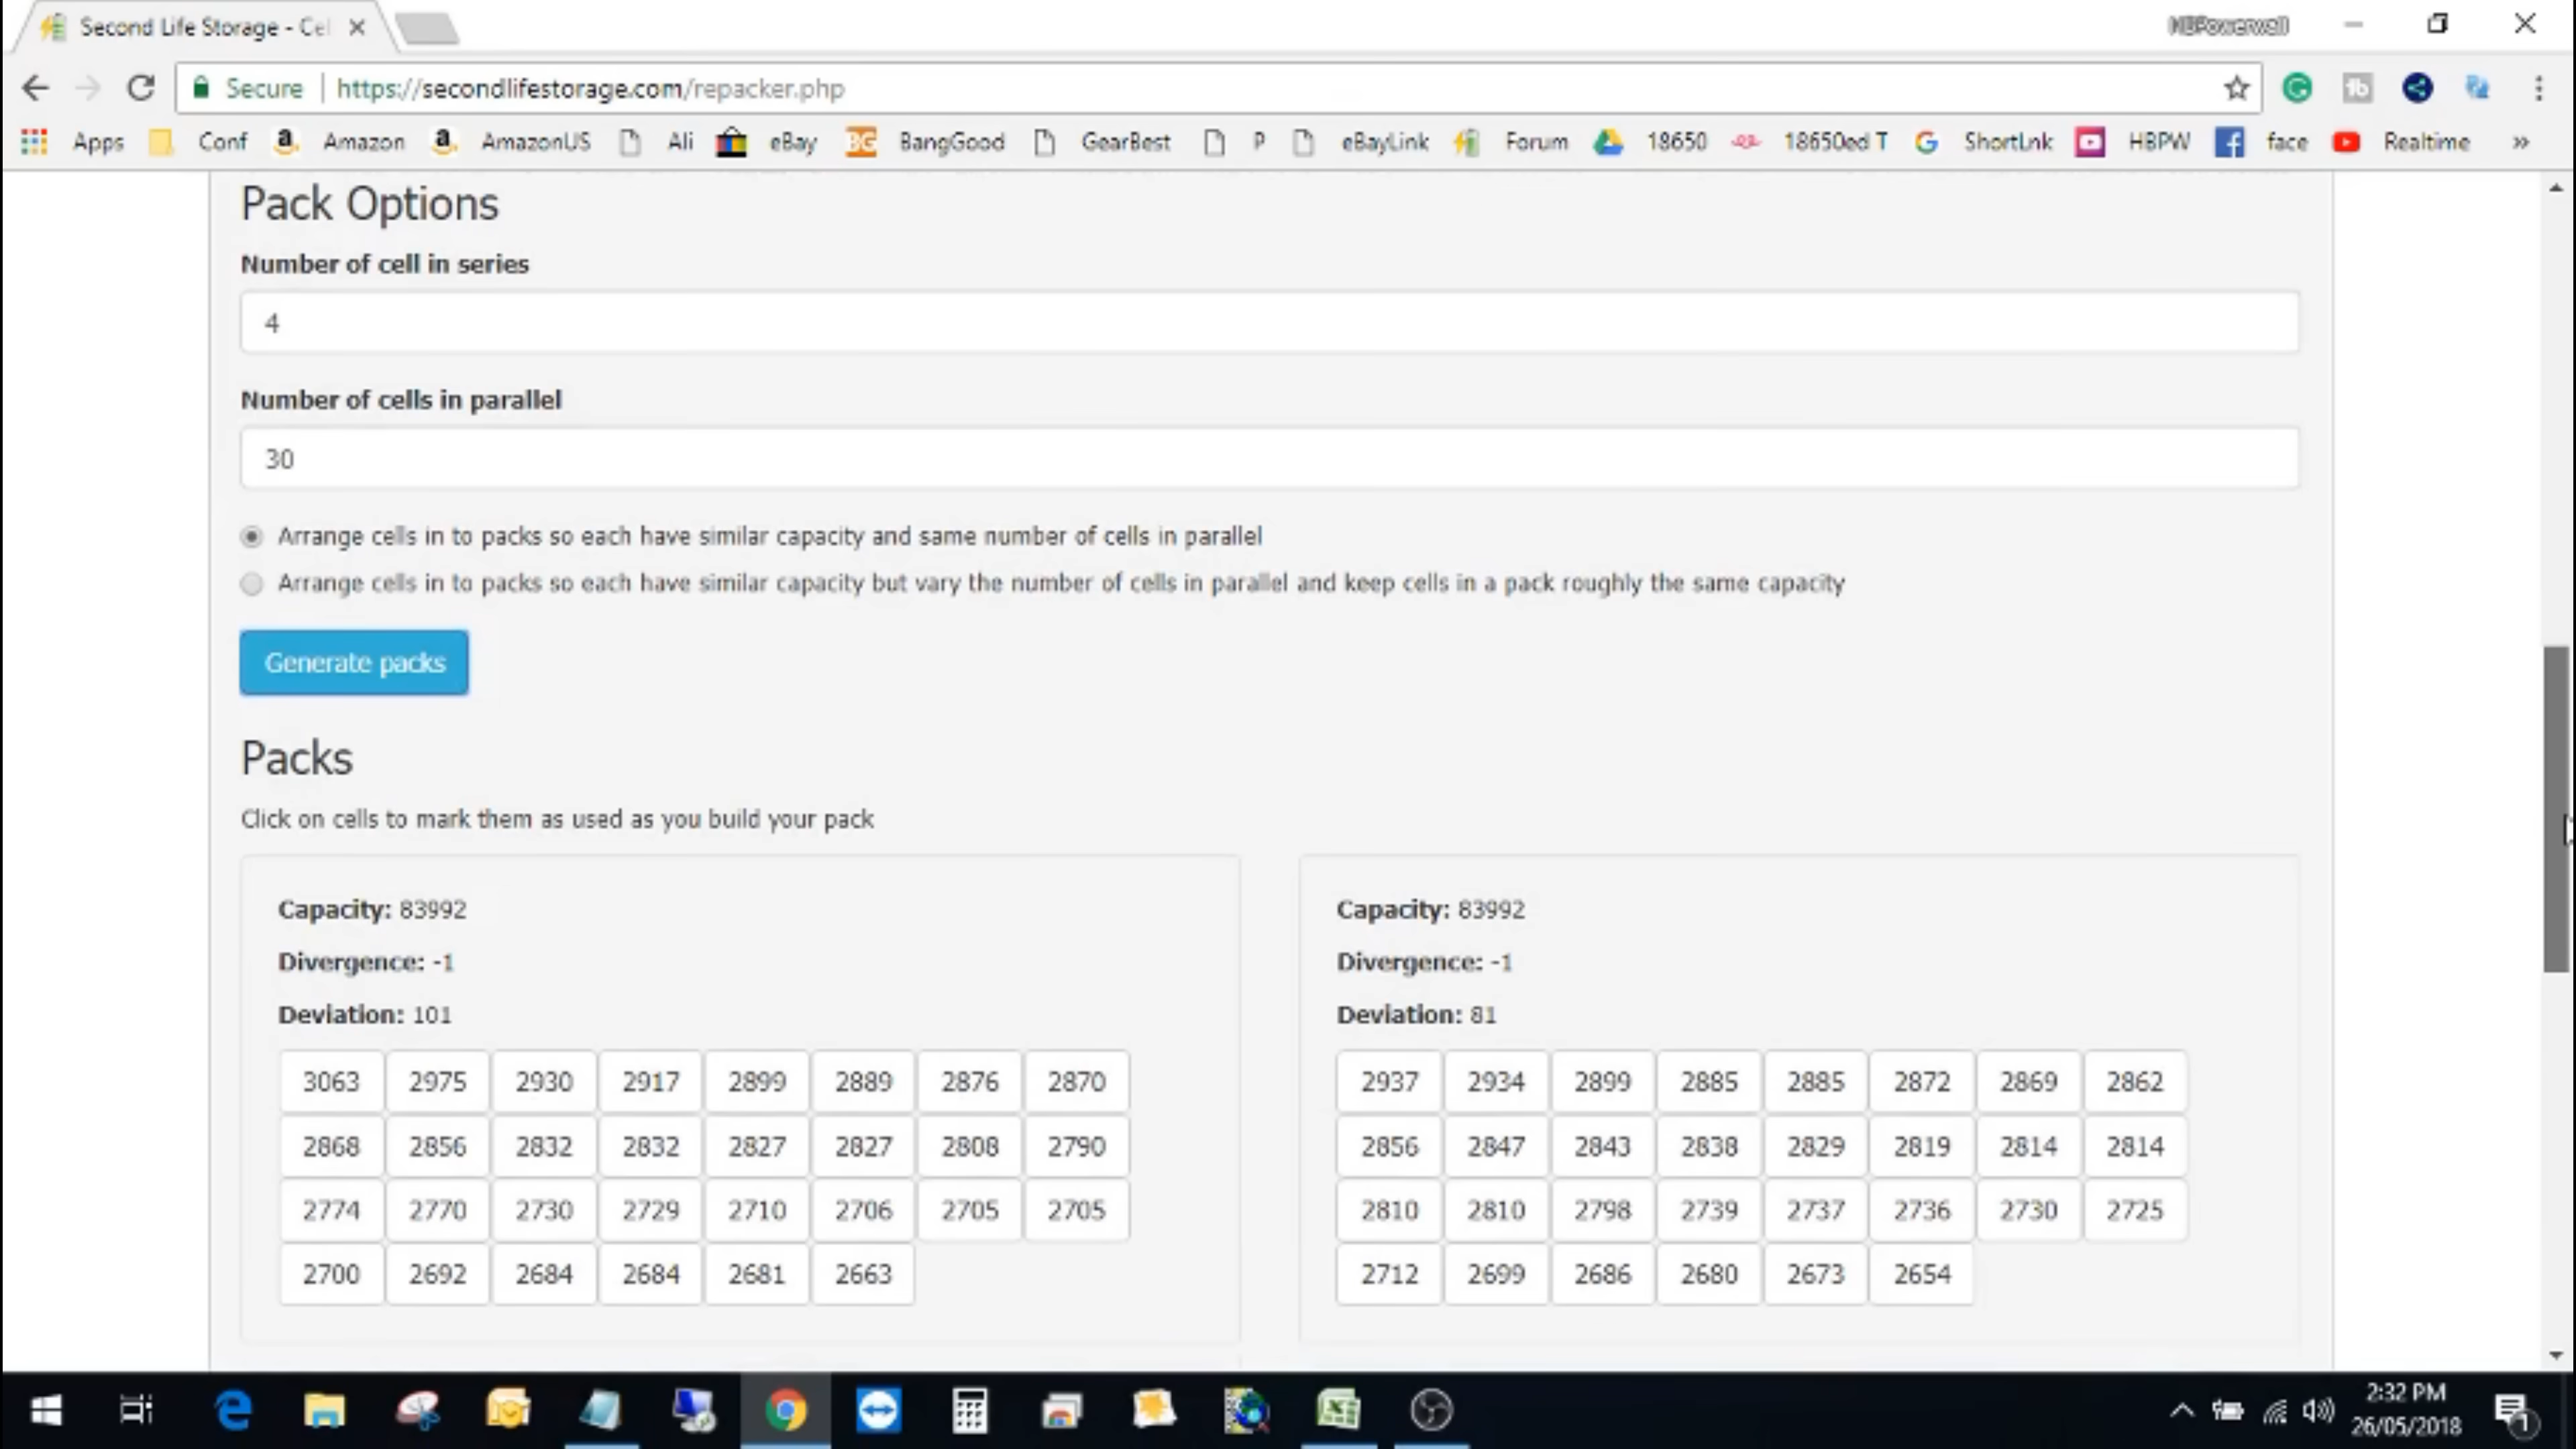 Second Life Storage - Cel
HBPowerwall
Secure | https://secondlifestorage.com/repacker.php
Apps Conf Amazon AmazonUS Ali eBay BangGood GearBest P eBayLink Forum 18650 18650ed T ShortLnk HBPW face Realtime »
Pack Options
Number of cell in series
4
Number of cells in parallel
30
Arrange cells in to packs so each have similar capacity and same number of cells in parallel
Arrange cells in to packs so each have similar capacity but vary the number of cells in parallel and keep cells in a pack roughly the same capacity
Generate packs
Packs
Click on cells to mark them as used as you build your pack
Capacity: 83992
Divergence: -1
Deviation: 101
3063 2975 2930 2917 2899 2889 2876 2870
2868 2856 2832 2832 2827 2827 2808 2790
2774 2770 2730 2729 2710 2706 2705 2705
2700 2692 2684 2684 2681 2663
Capacity: 83992
Divergence: -1
Deviation: 81
2937 2934 2899 2885 2885 2872 2869 2862
2856 2847 2843 2838 2829 2819 2814 2814
2810 2810 2798 2739 2737 2736 2730 2725
2712 2699 2686 2680 2673 2654
2:32 PM
26/05/2018
1